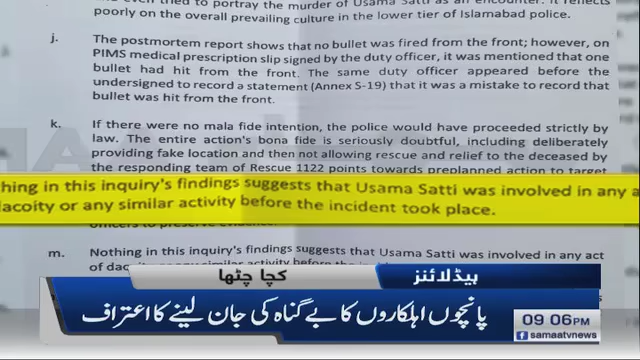 even tried to portray the murder of Usama Satti as an encounter. It reflects
poorly on the overall prevailing culture in the lower tier of Islamabad police.
j. The postmortem report shows that no bullet was fired from the front; however, on
PIMS medical prescription slip signed by the duty officer, it was mentioned that one
bullet had hit from the front. The same duty officer appeared before the
undersigned to record a statement (Annex S-19) that it was a mistake to record that
bullet was hit from the front.
k. If there were no mala fide intention, the police would have proceeded strictly by
law. The entire action's bona fide is seriously doubtful, including deliberately
providing fake location and then not allowing rescue and relief to the deceased by
the responding team of Rescue 1122 points towards preplanned action to target
thing in this inquiry's findings suggests that Usama Satti was involved in any a
dacoity or any similar activity before the incident took place.
m. Nothing in this inquiry's findings suggests that Usama Satti was involved in any act
of
ہیڈلائنز
کچا چٹھا
پانچوں اہلکاروں کا بے گناہ کی جان لینے کا اعتراف
09:06PM
samaatvnews